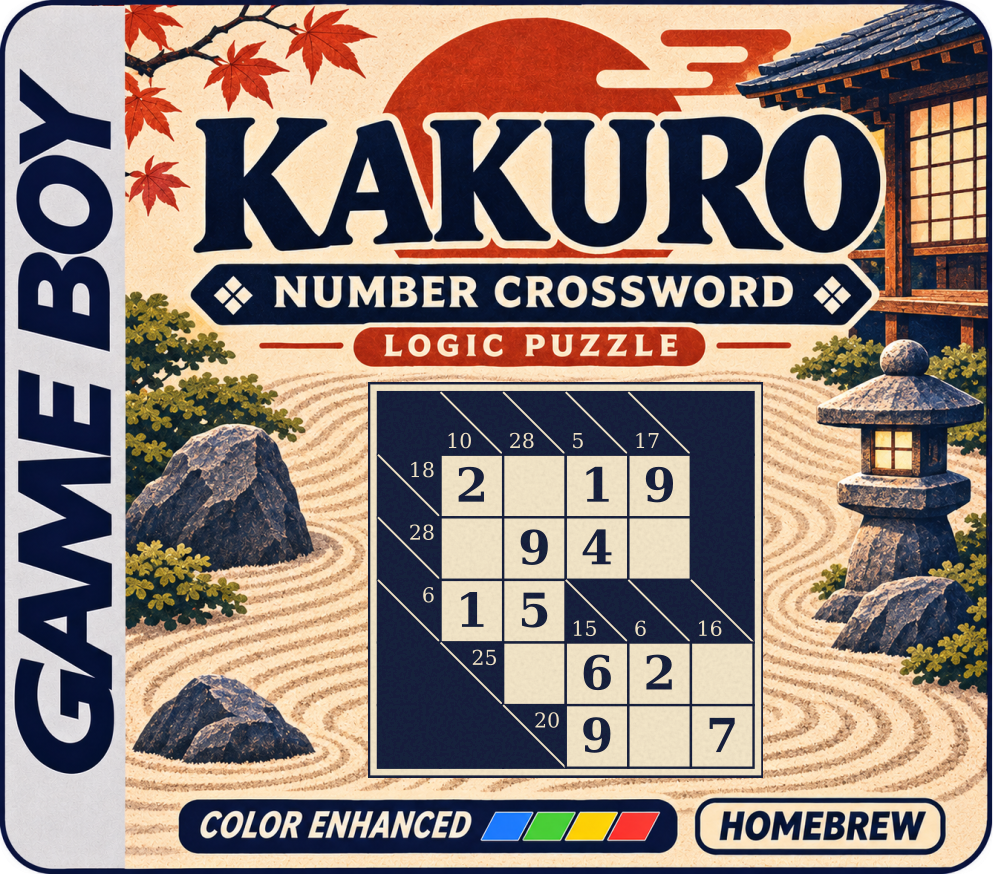 GAME BOY
KAKURO
NUMBER CROSSWORD
LOGIC PUZZLE
10 28 5 17
18 2 1 9
28 9 4
6 1 5
15 6 16
25 6 2
20 9 7
COLOR ENHANCED
HOMEBREW